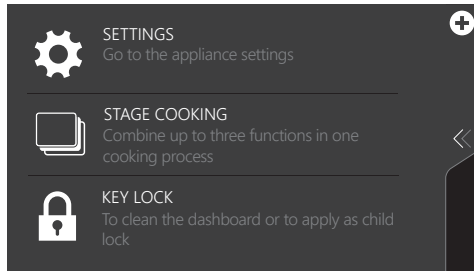 SETTINGS
Go to the appliance settings
STAGE COOKING
Combine up to three functions in one
cooking process
KEY LOCK
To clean the dashboard or to apply as child
lock